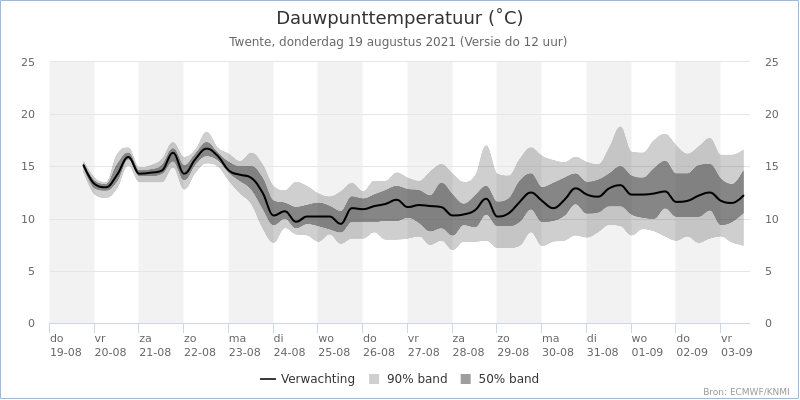 Dauwpunttemperatuur (˚C)
Twente, donderdag 19 augustus 2021 (Versie do 12 uur)
25 25
20 20
15 15
10 10
5 5
0 0
do vr za zo ma di wo do vr za zo ma di wo do vr
19-08 20-08 21-08 22-08 23-08 24-08 25-08 26-08 27-08 28-08 29-08 30-08 31-08 01-09 02-09 03-09
Verwachting 90% band 50% band
Bron: ECMWF/KNMI